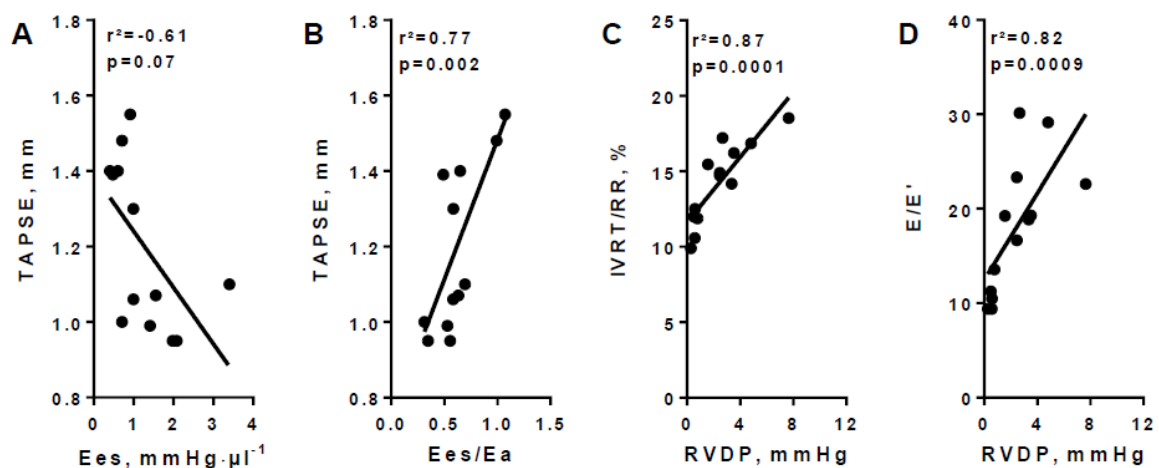 A
r²=-0.61
p=0.07
1.8
1.6
1.4
1.2
1.0
0.8
TAPSE, mm
0 1 2 3 4
Ees, mmHg·µl⁻¹
B
r²=0.77
p=0.002
1.8
1.6
1.4
1.2
1.0
0.8
TAPSE, mm
0.0 0.5 1.0 1.5
Ees/Ea
C
r²=0.87
p=0.0001
25
20
15
10
5
0
IVRT/RR, %
0 4 8 12
RVDP, mmHg
D
r²=0.82
p=0.0009
40
30
20
10
0
E/E'
0 4 8 12
RVDP, mmHg